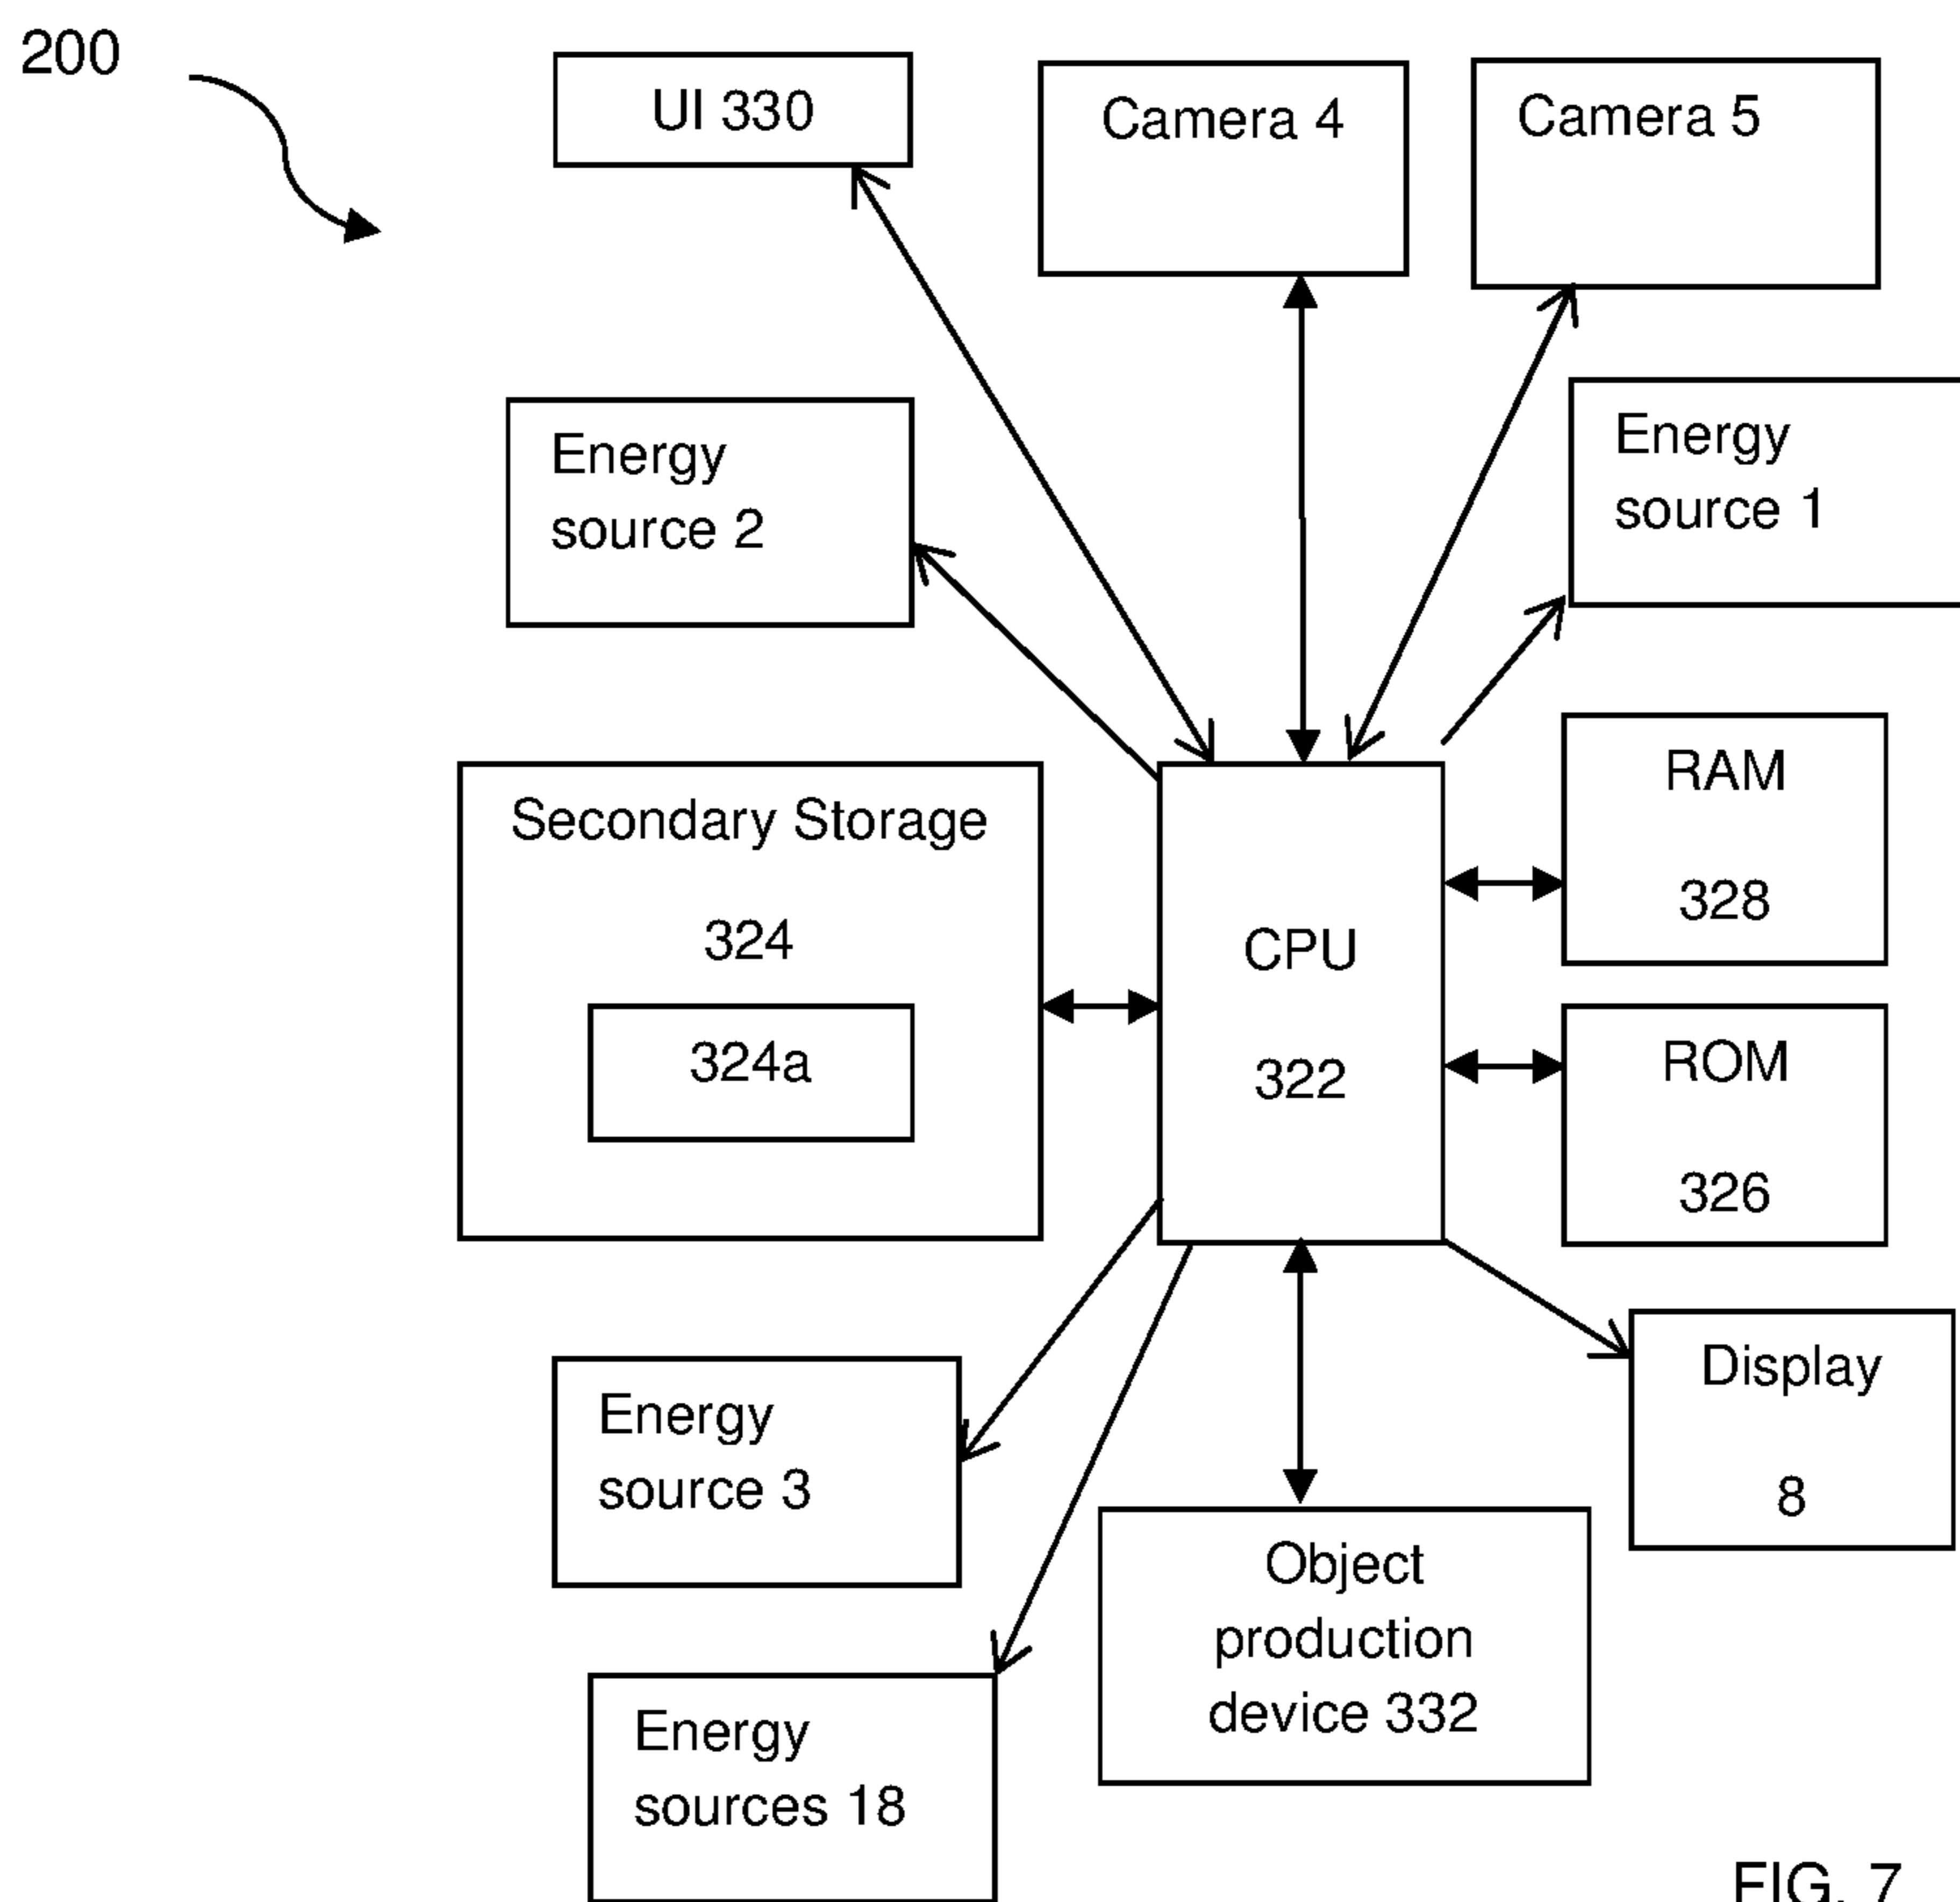 200
UI 330
Camera 4
Camera 5
Energy
source 2
Energy
source 1
Secondary Storage
324
324a
CPU
322
RAM
328
ROM
326
Energy
source 3
Display
8
Object
production
device 332
Energy
sources 18
FIG. 7